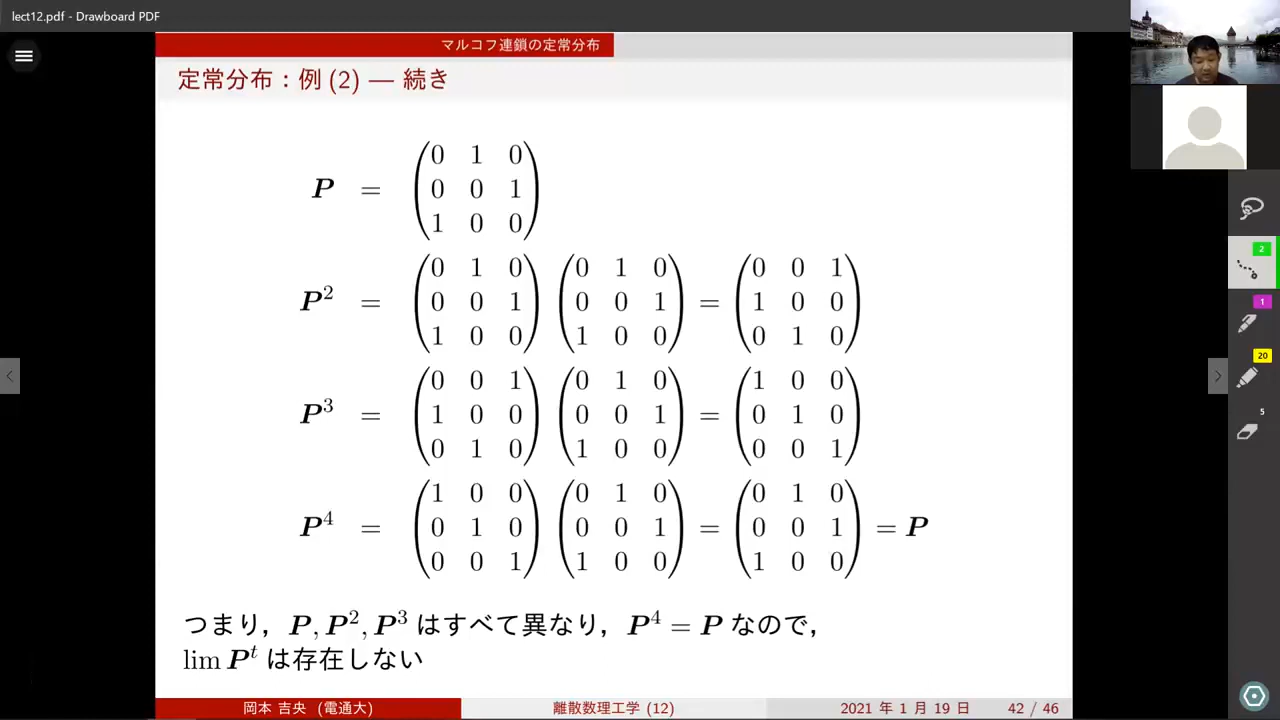 lect12.pdf - Drawboard PDF
マルコフ連鎖の定常分布
定常分布：例 (2) — 続き
P = (0 1 0
0 0 1
1 0 0)
P² = (0 1 0
0 0 1
1 0 0) (0 1 0
0 0 1
1 0 0) = (0 0 1
1 0 0
0 1 0)
P³ = (0 0 1
1 0 0
0 1 0) (0 1 0
0 0 1
1 0 0) = (1 0 0
0 1 0
0 0 1)
P⁴ = (1 0 0
0 1 0
0 0 1) (0 1 0
0 0 1
1 0 0) = (0 1 0
0 0 1
1 0 0) = P
つまり，P, P², P³ はすべて異なり，P⁴ = P なので，
lim Pᵗ は存在しない
岡本 吉央 (電通大)
離散数理工学 (12)
2021 年 1 月 19 日 42 / 46
2
1
20
5